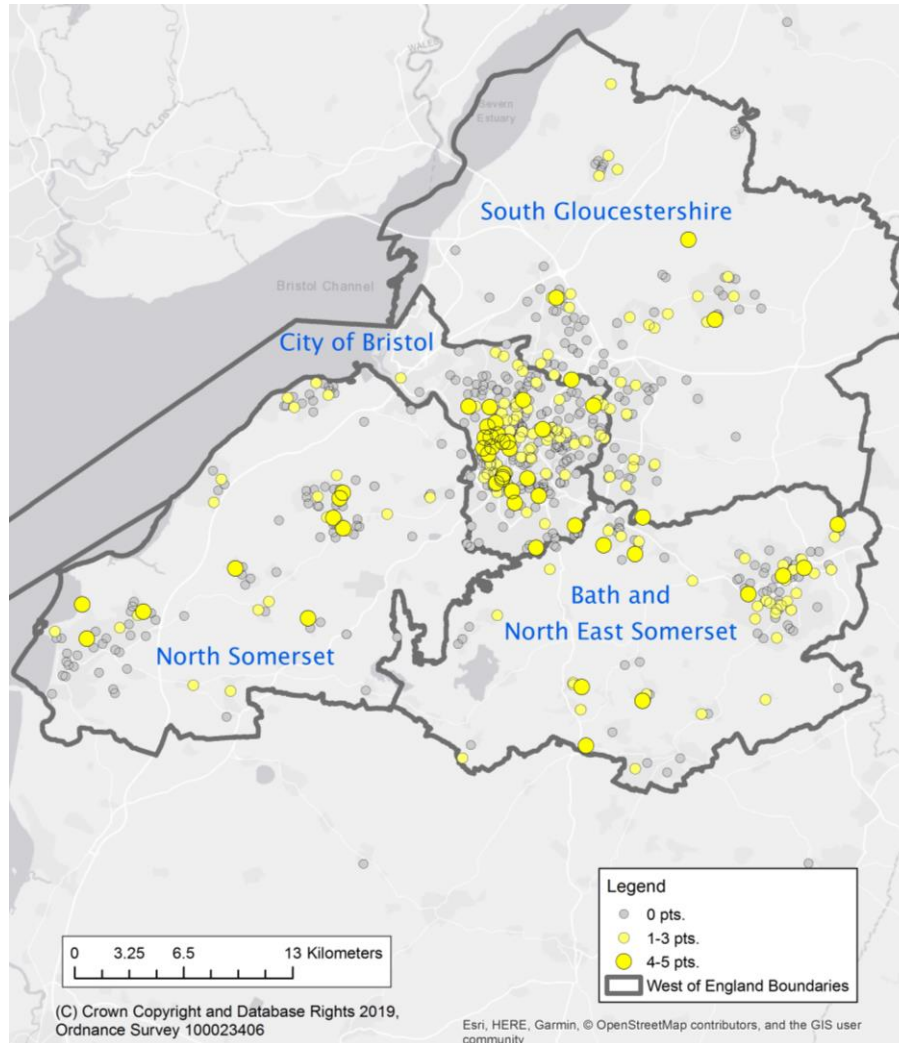 WALES
Severn
Estuary
South Gloucestershire
Bristol Channel
City of Bristol
Bath and
North East Somerset
North Somerset
Legend
0 pts.
1-3 pts.
4-5 pts.
West of England Boundaries
0 3.25 6.5 13 Kilometers
(C) Crown Copyright and Database Rights 2019,
Ordnance Survey 100023406
Esri, HERE, Garmin, © OpenStreetMap contributors, and the GIS user
community